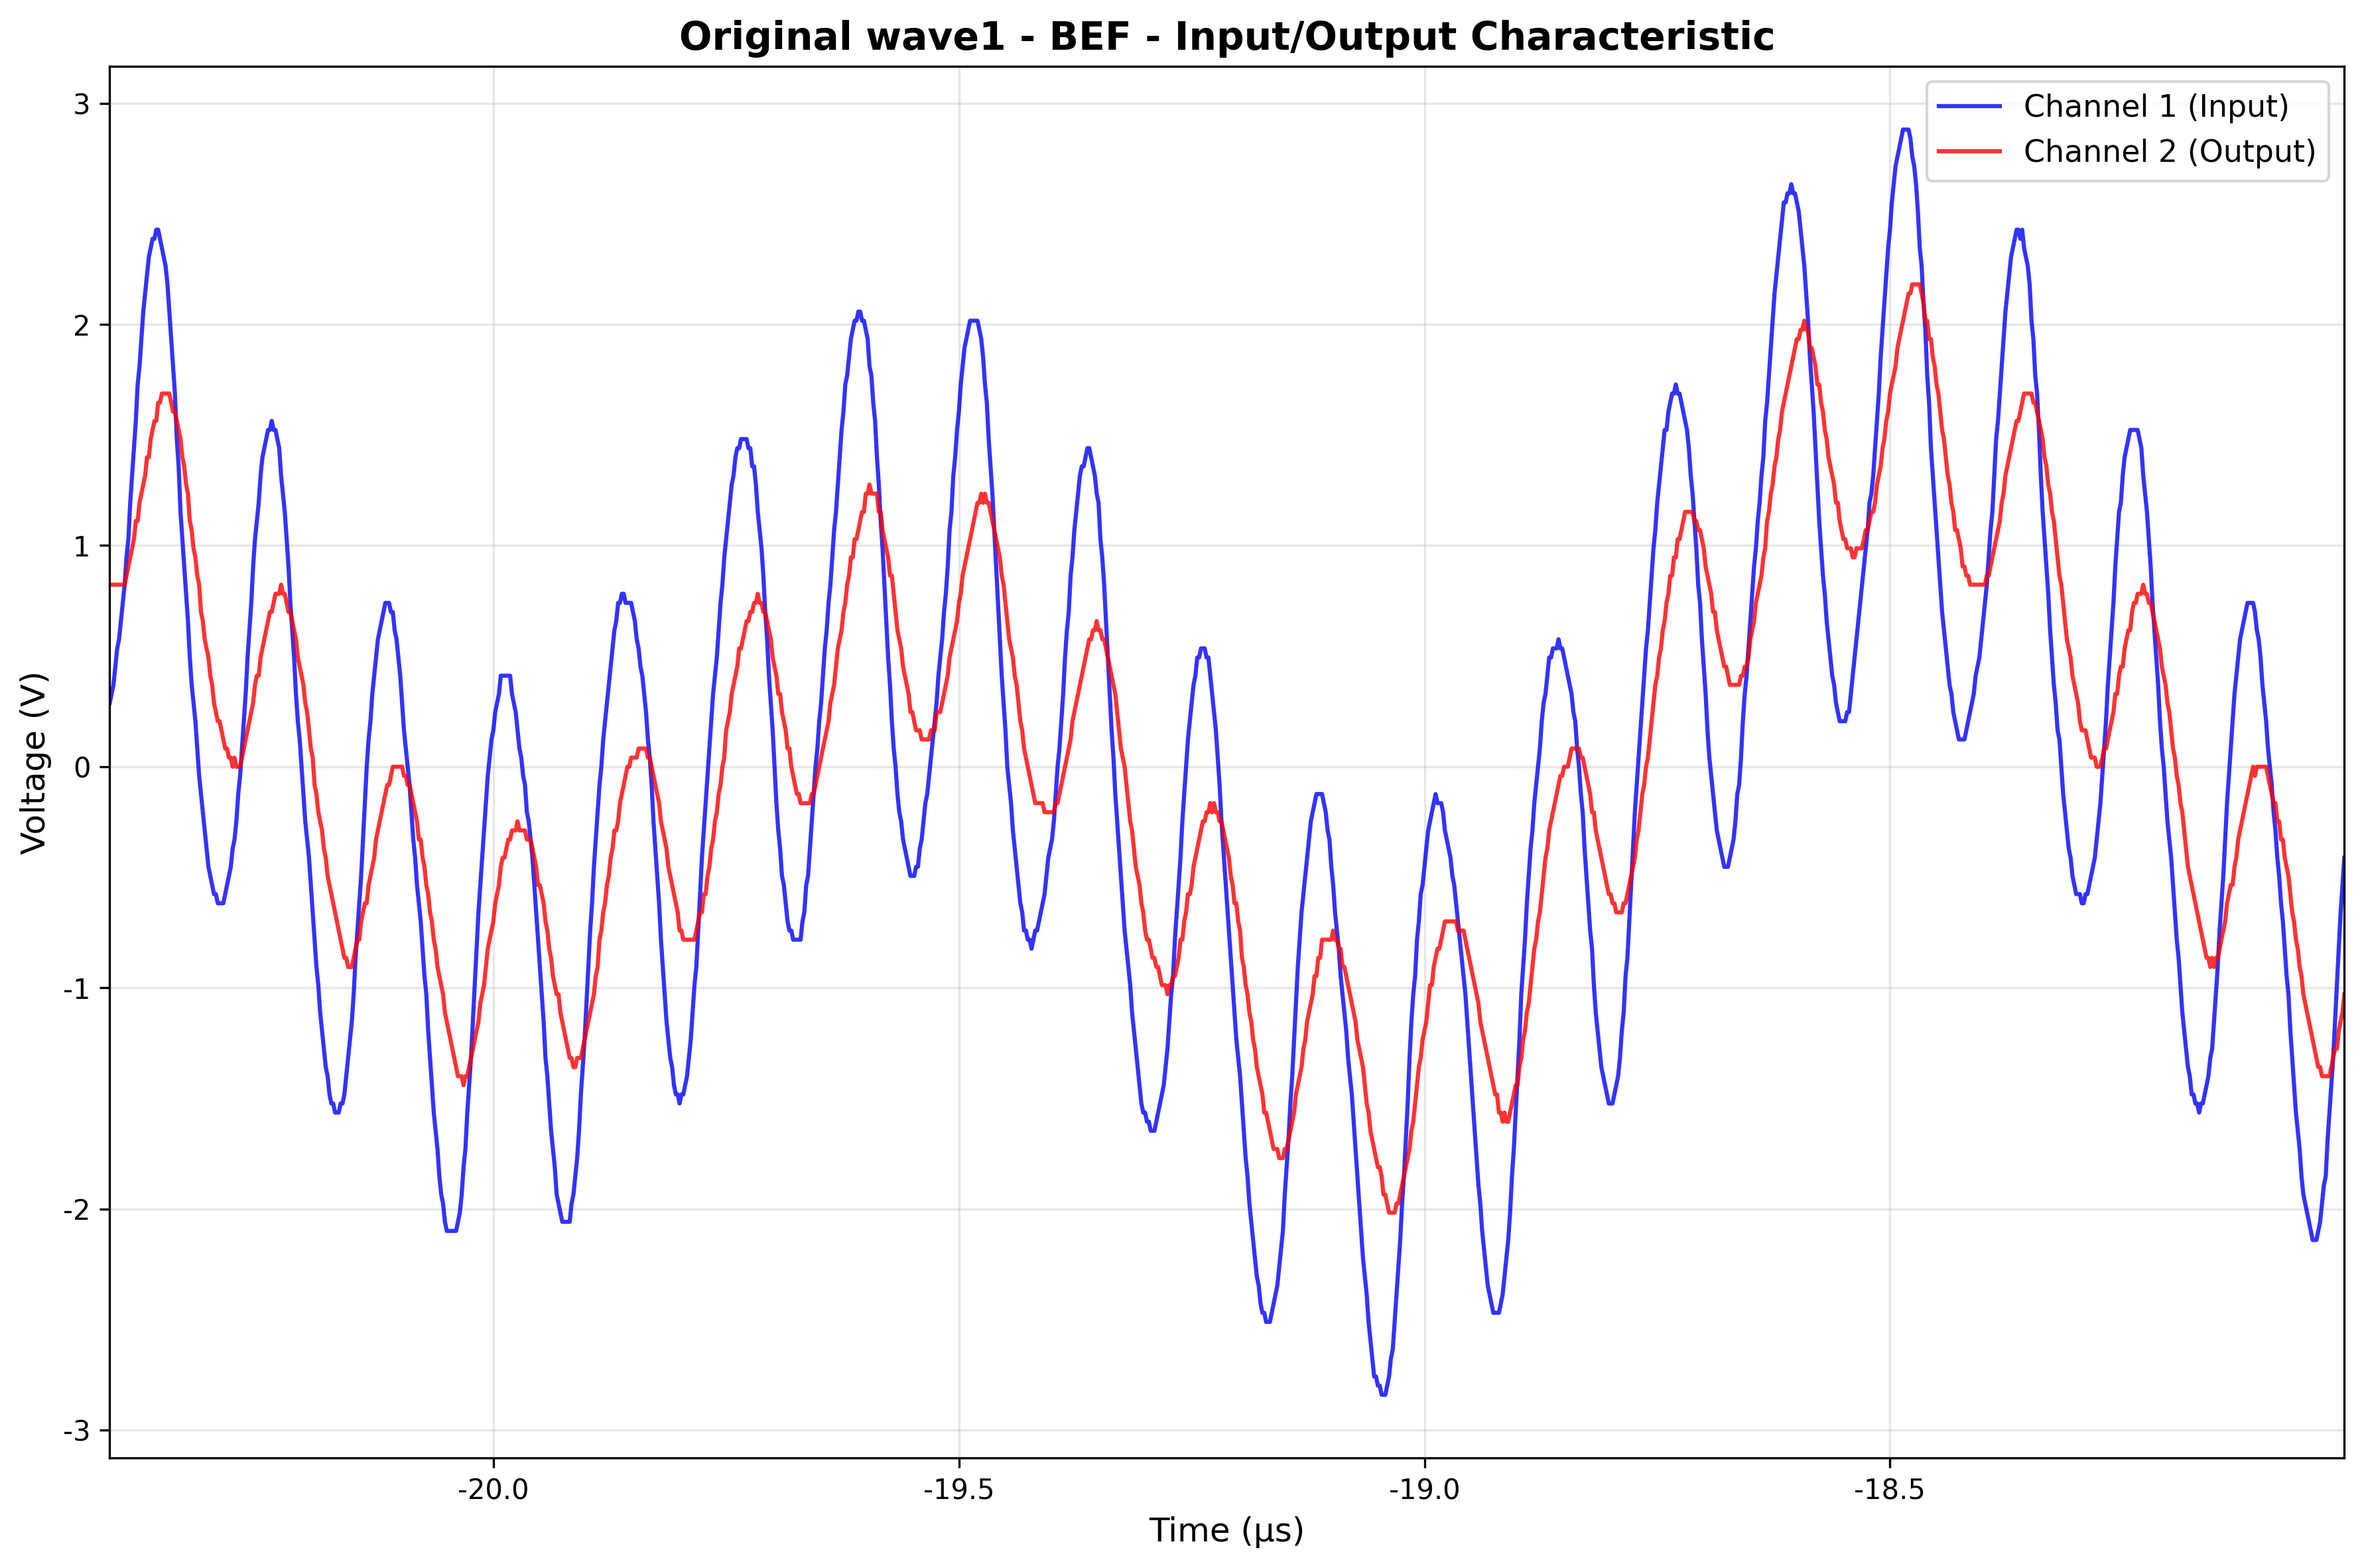 Original wave1 - BEF - Input/Output Characteristic
Channel 1 (Input)
Channel 2 (Output)
Voltage (V)
3
2
1
0
-1
-2
-3
-20.0
-19.5
-19.0
-18.5
Time (μs)